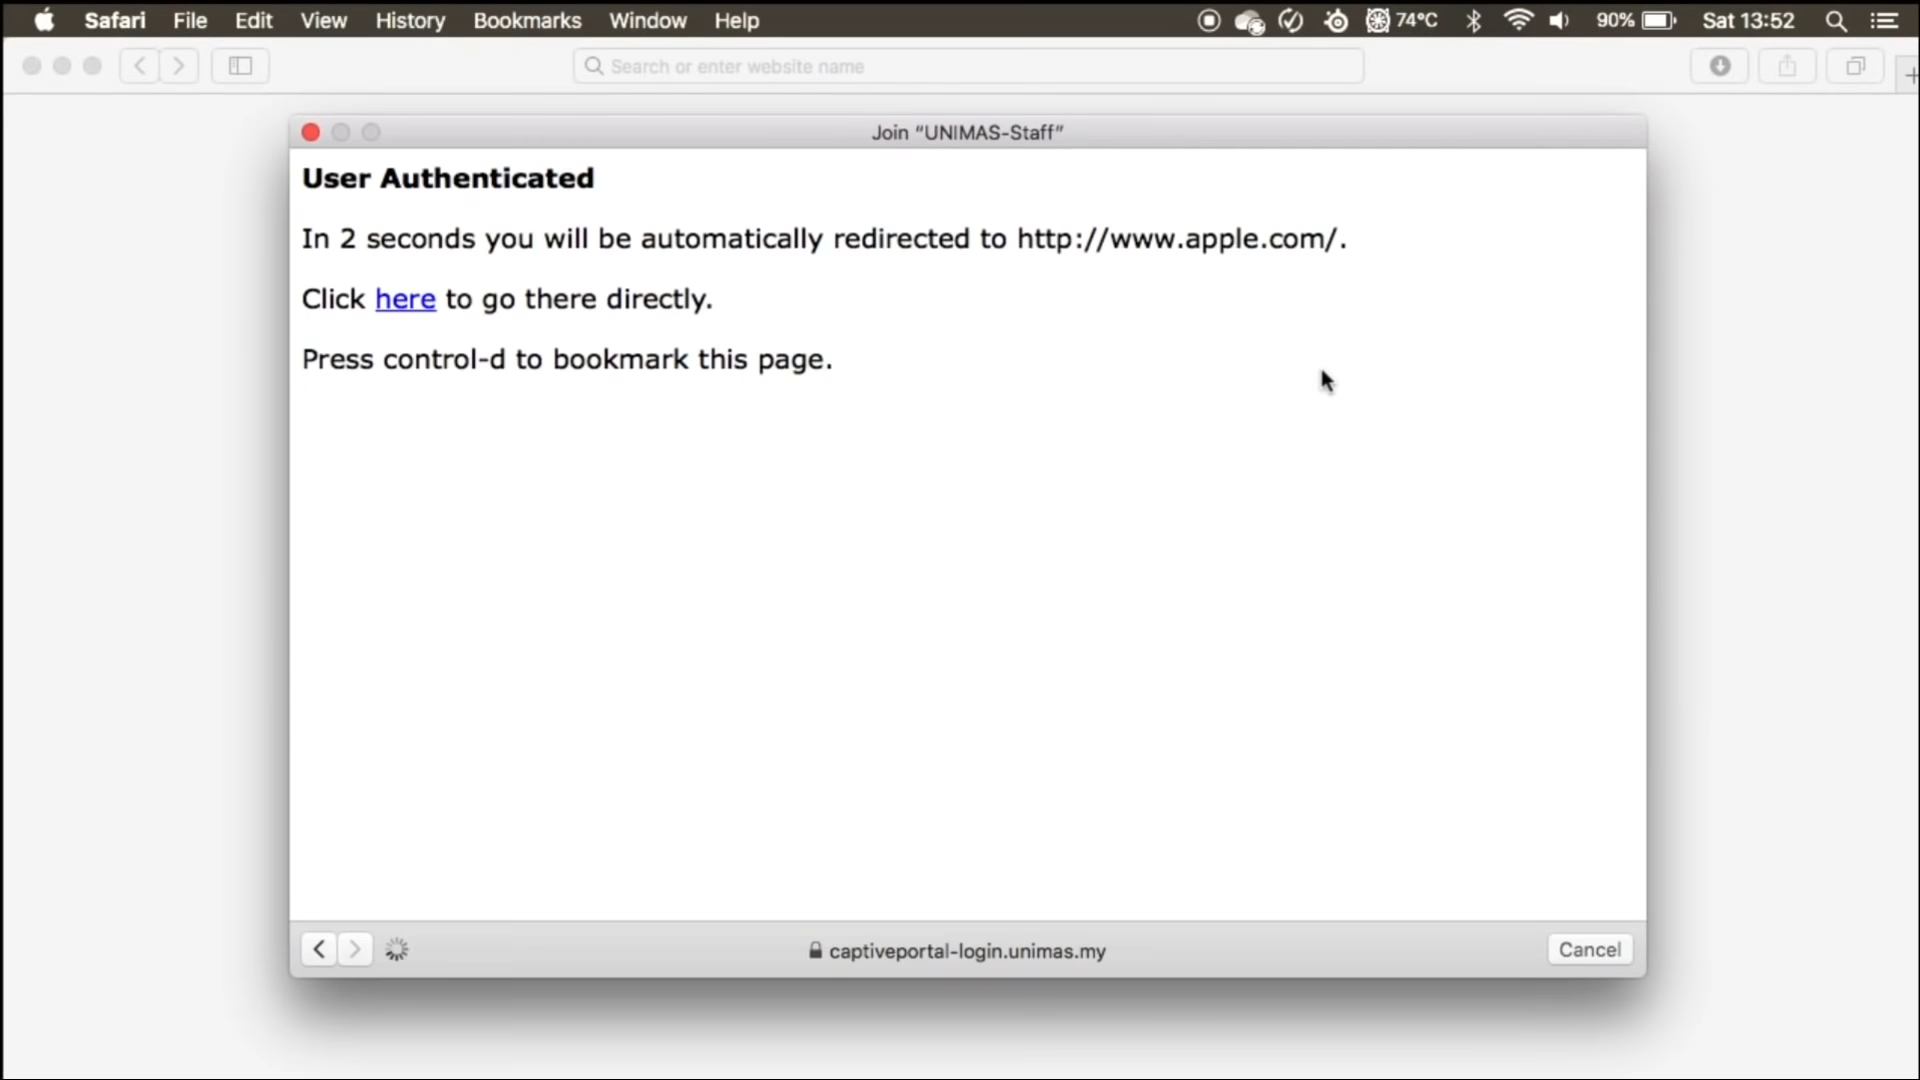 Safari File Edit View History Bookmarks Window Help 74°C 90% Sat 13:52
Search or enter website name
Join “UNIMAS-Staff”
User Authenticated
In 2 seconds you will be automatically redirected to http://www.apple.com/.
Click here to go there directly.
Press control-d to bookmark this page.
captiveportal-login.unimas.my
Cancel